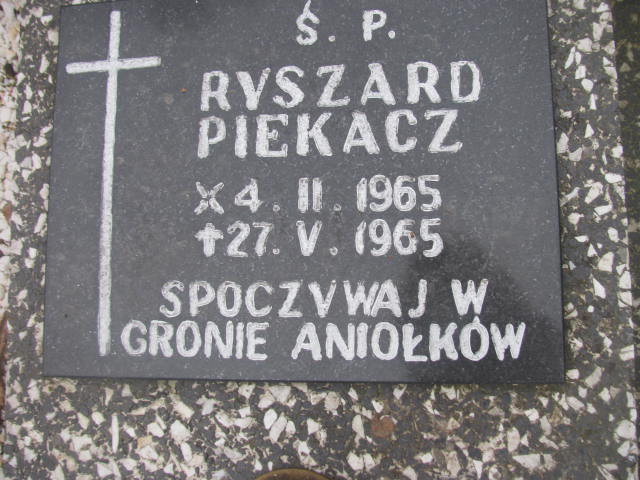 Ś. P.
RYSZARD
PIEKACZ
× 4. II. 1965
✝ 27. V. 1965
SPOCZYWAJ W
GRONIE ANIOŁKÓW